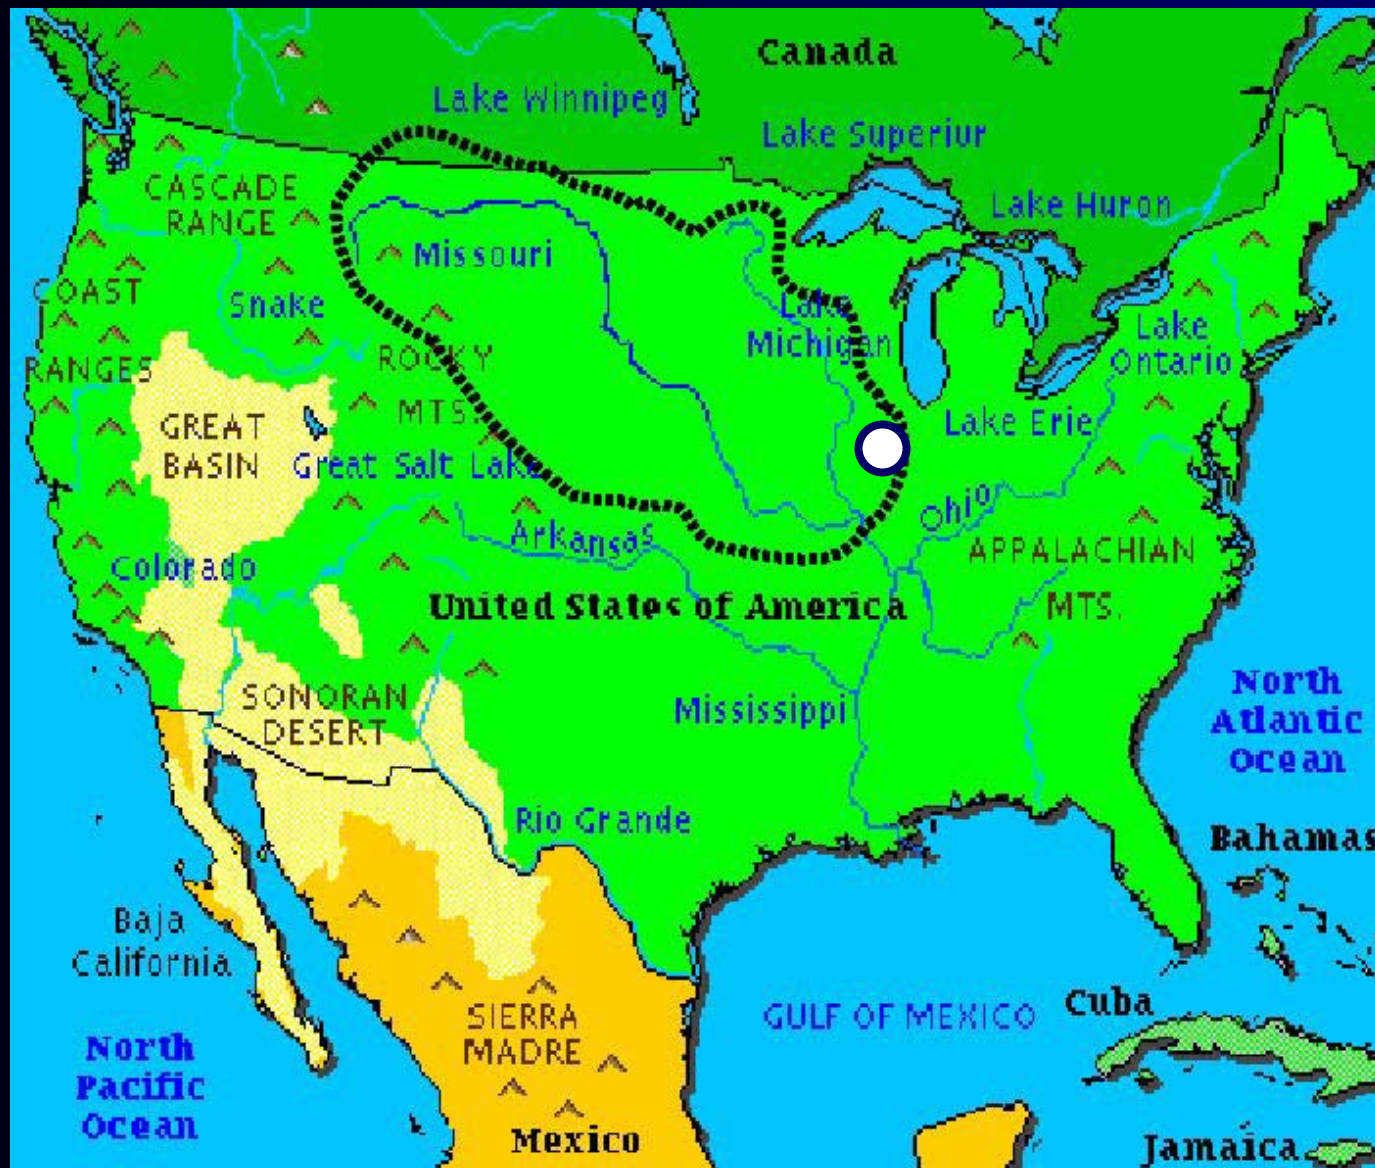 Canada
Lake Winnipeg
Lake Superiur
CASCADE
RANGE
Lake Huron
Missouri
COAST
Snake
Lake
Michigan
Lake
Ontario
RANGES
ROCKY
MTS.
GREAT
BASIN
Great Salt Lake
Lake Erie
Ohio
Arkansas
APPALACHIAN
MTS.
Colorado
United States of America
SONORAN
DESERT
Mississippi
North
Atlantic
Ocean
Rio Grande
Bahamas
Baja
California
Cuba
GULF OF MEXICO
SIERRA
MADRE
North
Pacific
Ocean
Mexico
Jamaica